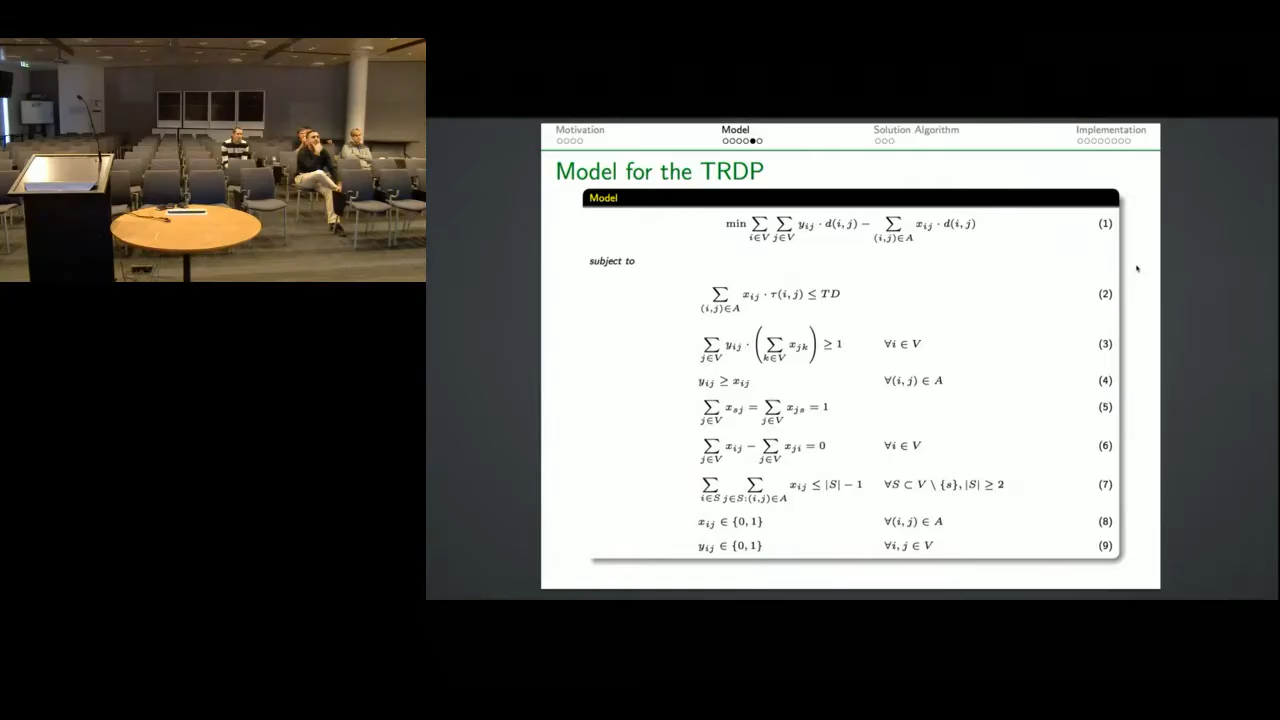 Motivation Model Solution Algorithm Implementation
Model for the TRDP
Model
min ∑_{i∈V} ∑_{j∈V} y_{ij} · d(i, j) − ∑_{(i,j)∈A} x_{ij} · d(i, j) (1)
subject to
∑_{(i,j)∈A} x_{ij} · τ(i, j) ≤ TD (2)
∑_{j∈V} y_{ij} · (∑_{k∈V} x_{jk}) ≥ 1 ∀i ∈ V (3)
y_{ij} ≥ x_{ij} ∀(i, j) ∈ A (4)
∑_{j∈V} x_{sj} = ∑_{j∈V} x_{js} = 1 (5)
∑_{j∈V} x_{ij} − ∑_{j∈V} x_{ji} = 0 ∀i ∈ V (6)
∑_{i∈S} ∑_{j∈S:(i,j)∈A} x_{ij} ≤ |S| − 1 ∀S ⊂ V \ {s}, |S| ≥ 2 (7)
x_{ij} ∈ {0, 1} ∀(i, j) ∈ A (8)
y_{ij} ∈ {0, 1} ∀i, j ∈ V (9)